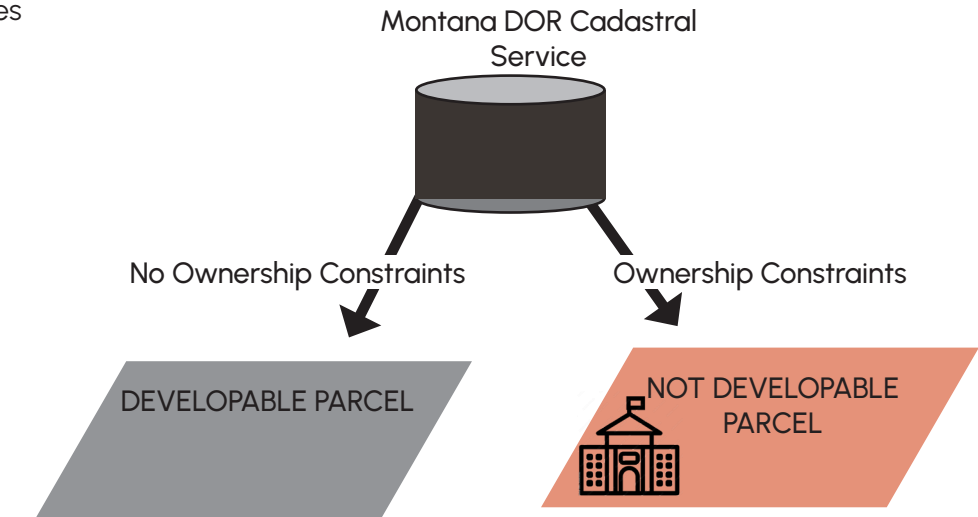 es
Montana DOR Cadastral
Service
No Ownership Constraints
Ownership Constraints
DEVELOPABLE PARCEL
NOT DEVELOPABLE
PARCEL